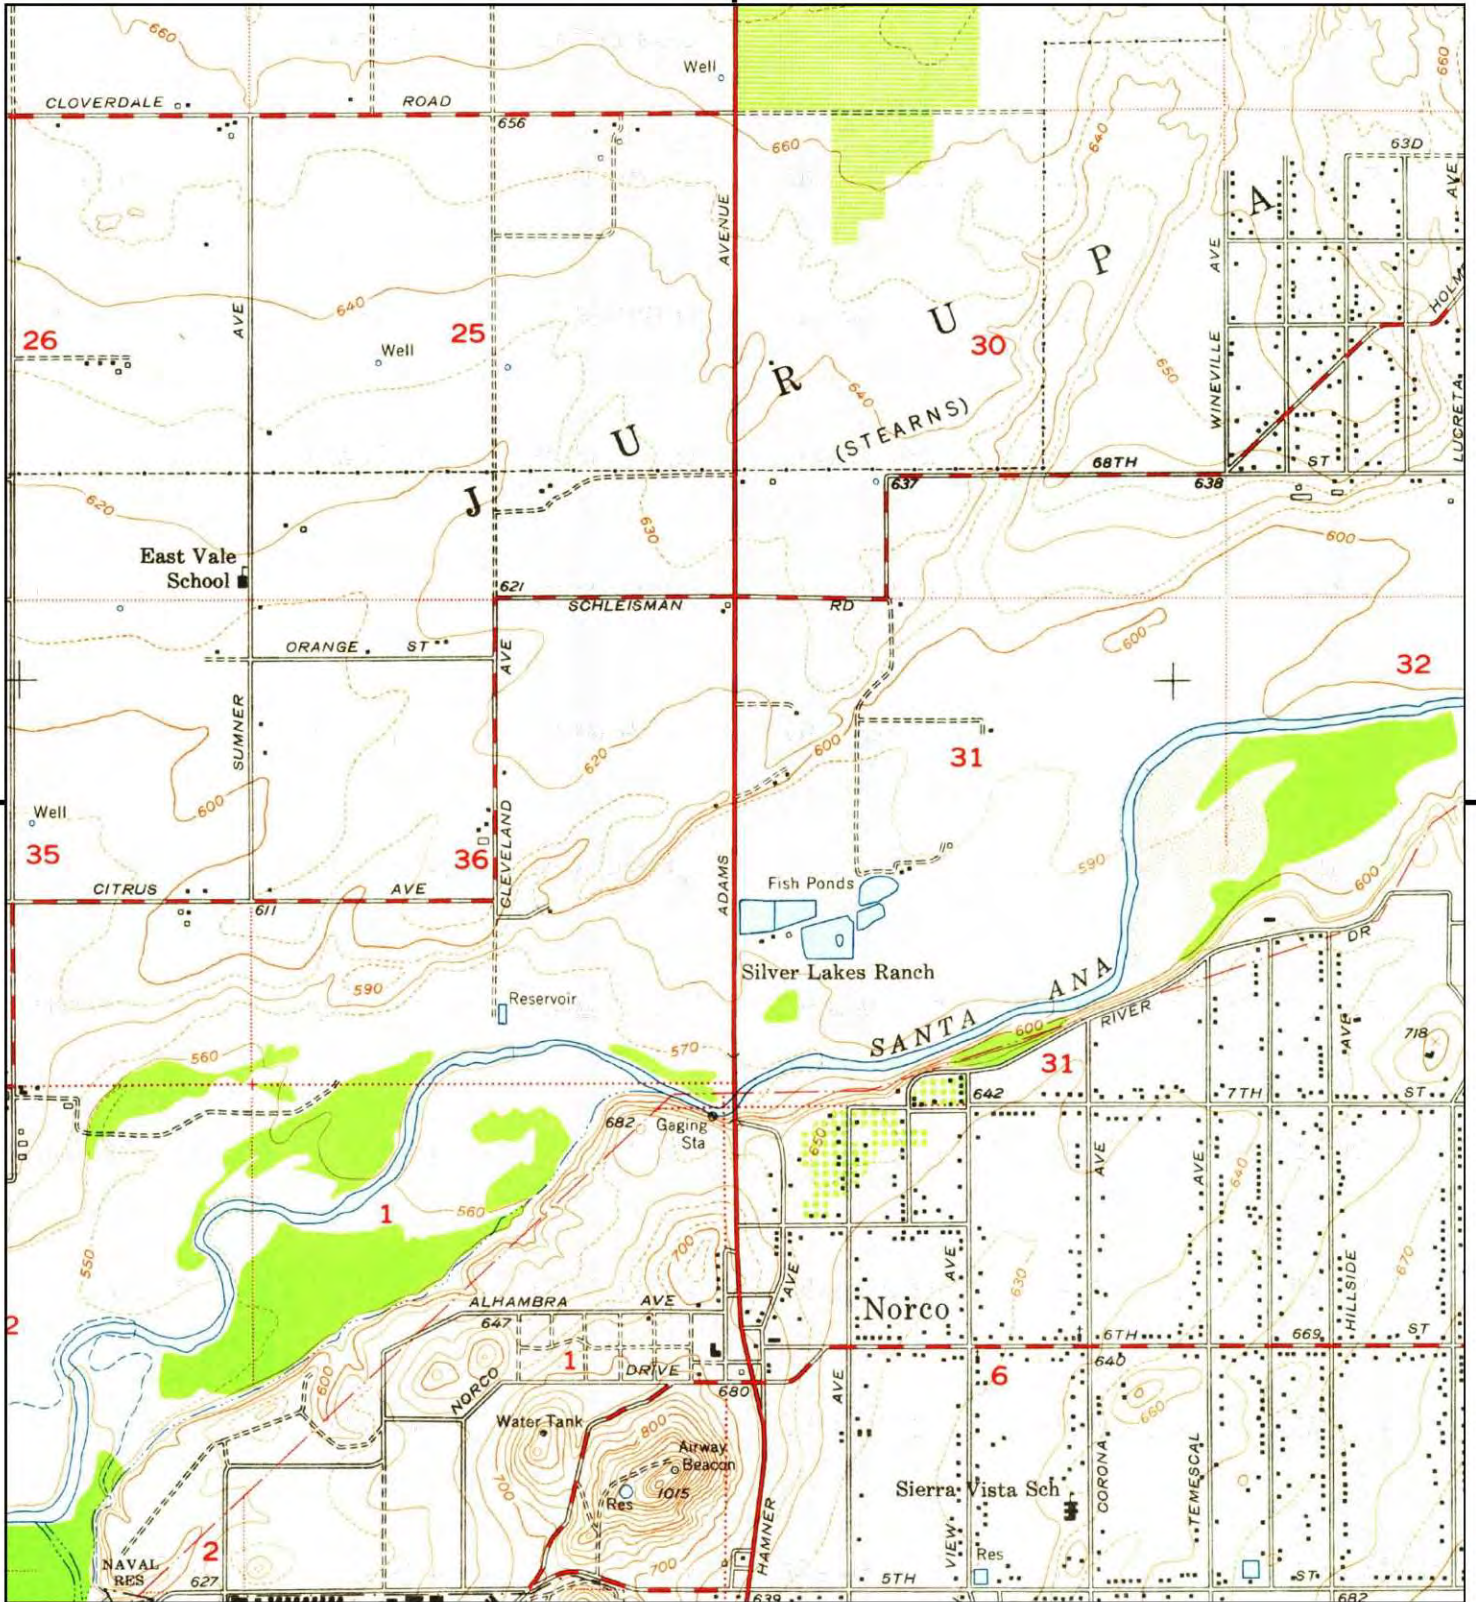 660
Well
660
CLOVERDALE ROAD
656
660
640
63D
AVENUE
AVE
A
AVE
P
AVE
640
U
HOLM
26
25
30
Well
R
640
650
WINEVILLE
LUCRETA
(STEARNS)
U
68TH
ST
637
638
J
620
630
600
East Vale
School
621
SCHLEISMAN RD
ORANGE ST
AVE
600
32
SUMNER
620
600
31
600
Well
35
36
CLEVELAND
590
ADAMS
600
Fish Ponds
CITRUS AVE
611
DR
Silver Lakes Ranch
590
Reservoir
SANTA ANA
600
RIVER
AVE
718
560
570
31
642
7TH ST
682
Gaging
Sta
650
AVE
AVE
640
1
560
550
700
AVE
AVE
630
HILLSIDE
670
ALHAMBRA AVE
647
Norco
2
6TH
669
ST
1
DRIVE
640
600
NORCO
680
AVE
6
660
Water Tank
800
Airway
Beacon
700
Res
1015
Sierra Vista Sch
CORONA
TEMESCAL
HAMNER
VIEW
Res
NAVAL
RES
2
627
700
5TH
ST
639
682